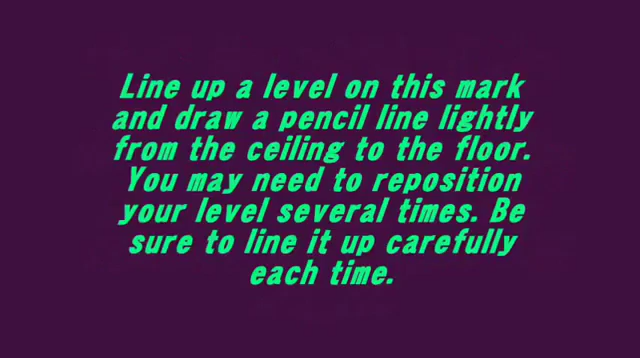 Line up a level on this mark
and draw a pencil line lightly
from the ceiling to the floor.
You may need to reposition
your level several times. Be
sure to line it up carefully
each time.